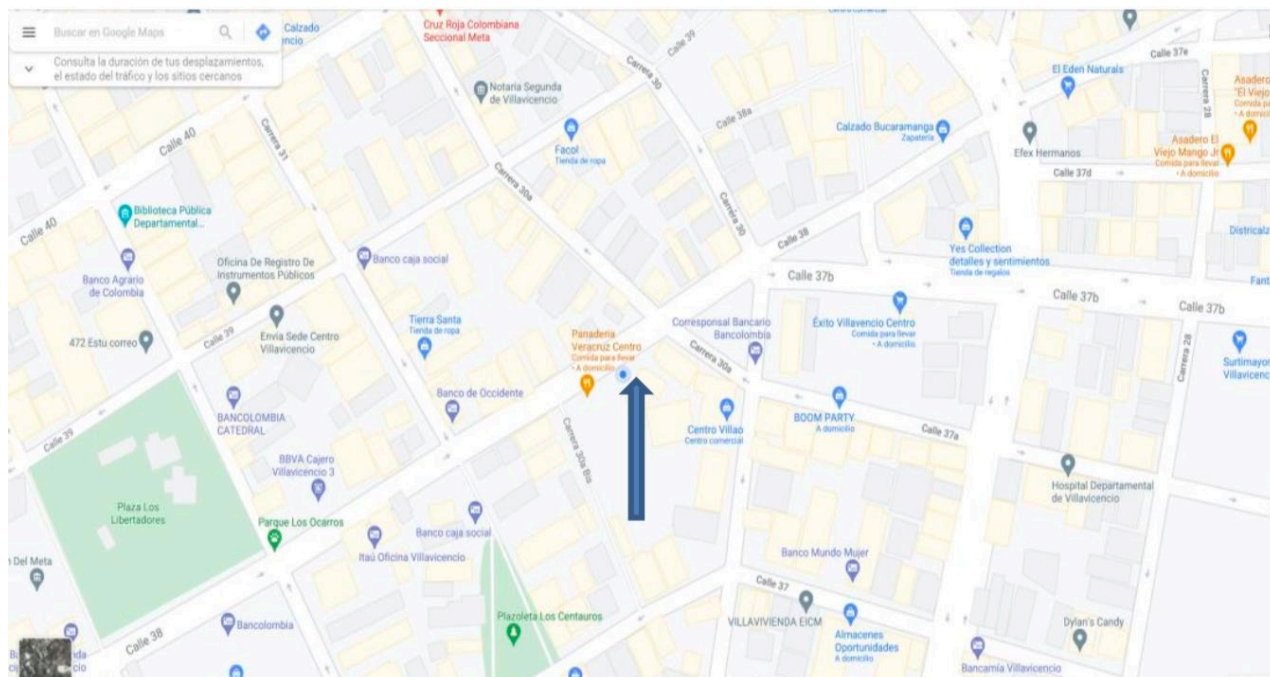 Buscar en Google Maps
Consulta la duración de tus desplazamientos,
el estado del tráfico y los sitios cercanos
Calzado
ncio
Cruz Roja Colombiana
Seccional Meta
Notaria Segunda
de Villavicencio
Carrera 30
Calle 39
Calle 38a
Calle 37e
Carrera 28
El Eden Naturals
Asadero
"El Viejo
Comida pa
• A domicili
Calzado Bucaramanga
Zapatería
Efex Hermanos
Asadero El
Viejo Mango Jr
Comida para llevar
• A domicilio
Calle 37d
Calle 40
Carrera 31
Facol
Tienda de ropa
Carrera 30a
Carrera 30
Calle 38
Biblioteca Pública
Departamental...
Calle 40
Banco Agrario
de Colombia
Oficina De Registro De
Instrumentos Públicos
Banco caja social
Yes Collection
detalles y sentimientos
Tienda de regalos
Districalz
Fant
Calle 37b
Calle 37b
Calle 37b
472 Estu correo
Calle 39
Envia Sede Centro
Villavicencio
Tierra Santa
Tienda de ropa
Panaderia
Veracruz Centro
Comida para llevar
• A domicilio
Corresponsal Bancario
Bancolombia
Éxito Villavencio Centro
Comida para llevar
• A domicilio
Carrera 30a
Carrera 28
Surtimayor
Villavicenc
Banco de Occidente
BANCOLOMBIA
CATEDRAL
Calle 39
Centro Villao
Centro comercial
BOOM PARTY
A domicilio
Calle 37a
BBVA Cajero
Villavicencio 3
Carrera 30a Bis
Hospital Departamental
de Villavicencio
Plaza Los
Libertadores
Parque Los Ocarros
Banco caja social
Itaú Oficina Villavicencio
Del Meta
Banco Mundo Mujer
Calle 37
Plazoleta Los Centauros
VILLAVIVIENDA EICM
Almacenes
Oportunidades
A domicilio
Dylan's Candy
Bancolombia
Calle 38
Bancamía Villavicencio